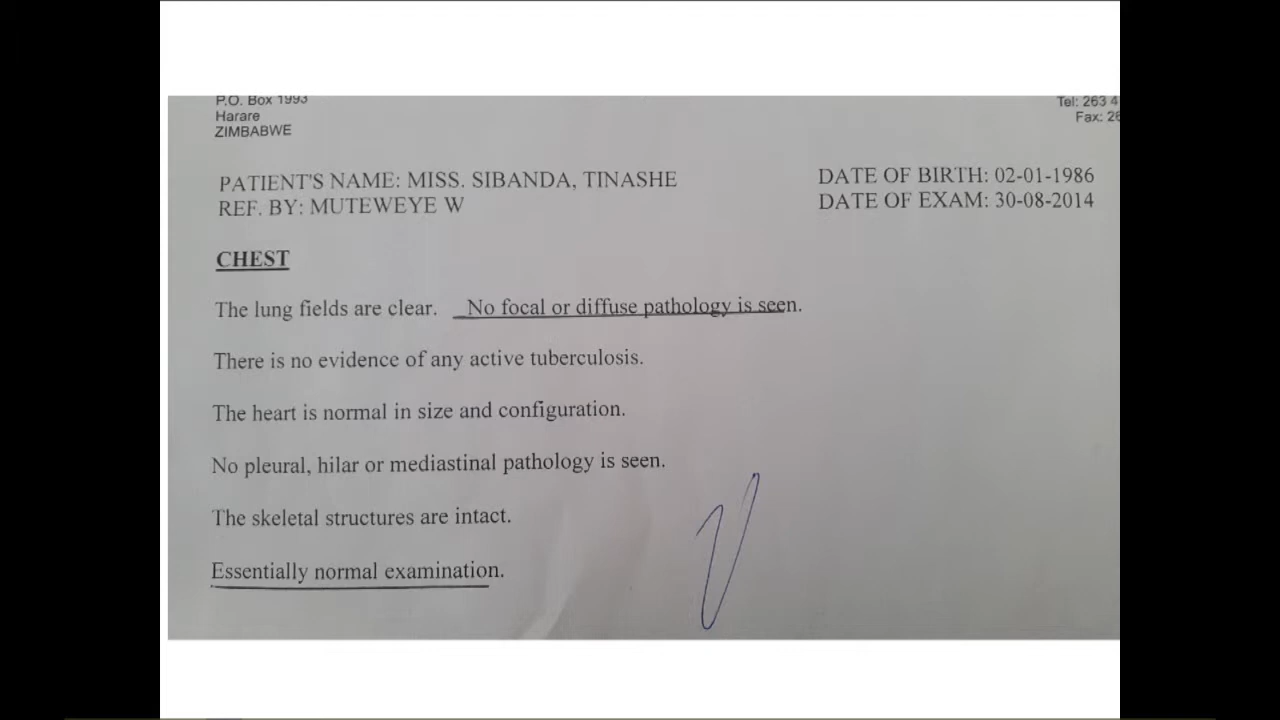 P.O. Box 1993
Harare
ZIMBABWE
Tel: 263 4
Fax: 26
PATIENT'S NAME: MISS. SIBANDA, TINASHE
REF. BY: MUTEWEYE W
DATE OF BIRTH: 02-01-1986
DATE OF EXAM: 30-08-2014
CHEST
The lung fields are clear. No focal or diffuse pathology is seen.
There is no evidence of any active tuberculosis.
The heart is normal in size and configuration.
No pleural, hilar or mediastinal pathology is seen.
The skeletal structures are intact.
Essentially normal examination.